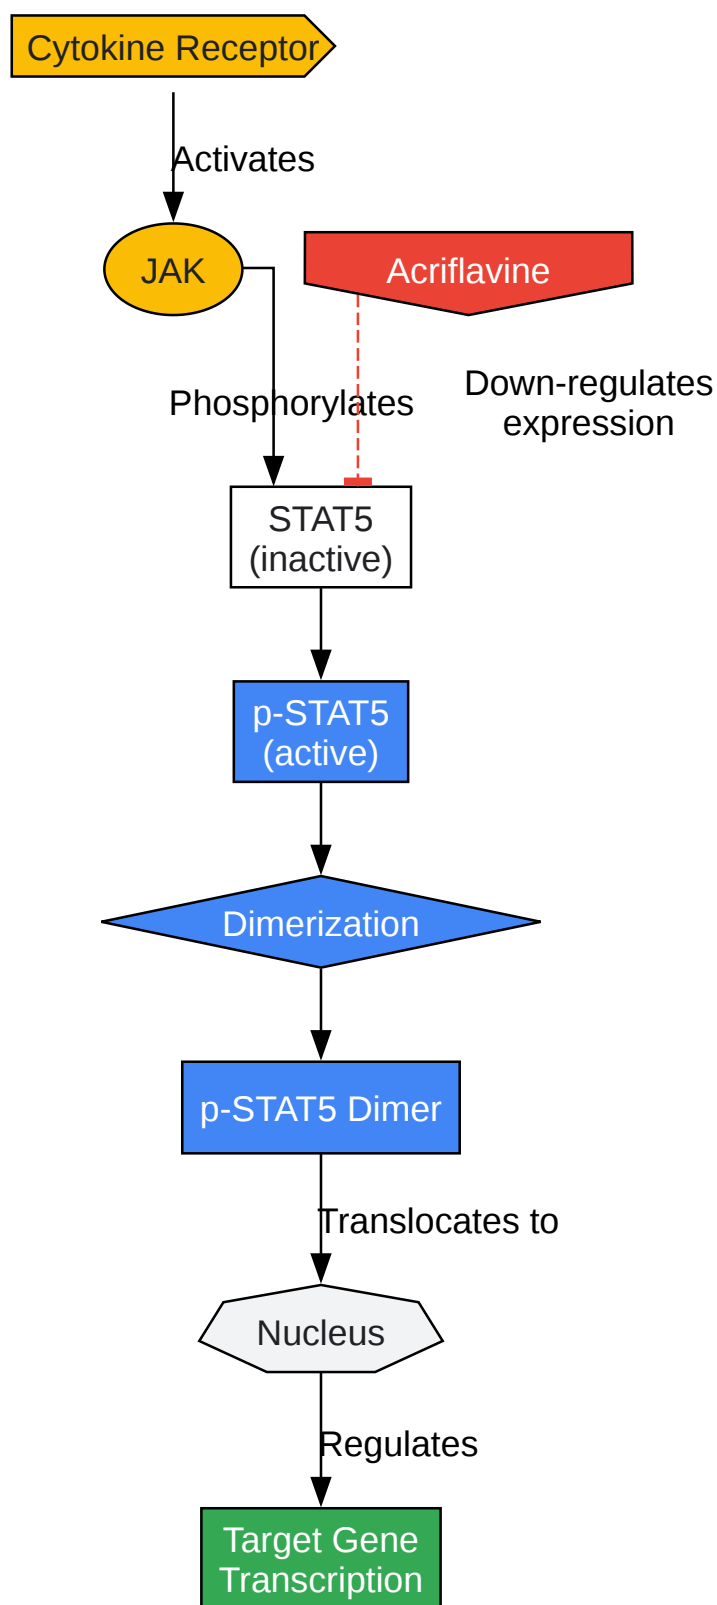 Cytokine Receptor
Activates
JAK
Acriflavine
Phosphorylates
Down-regulates
expression
STAT5
(inactive)
p-STAT5
(active)
Dimerization
p-STAT5 Dimer
Translocates to
Nucleus
Regulates
Target Gene
Transcription